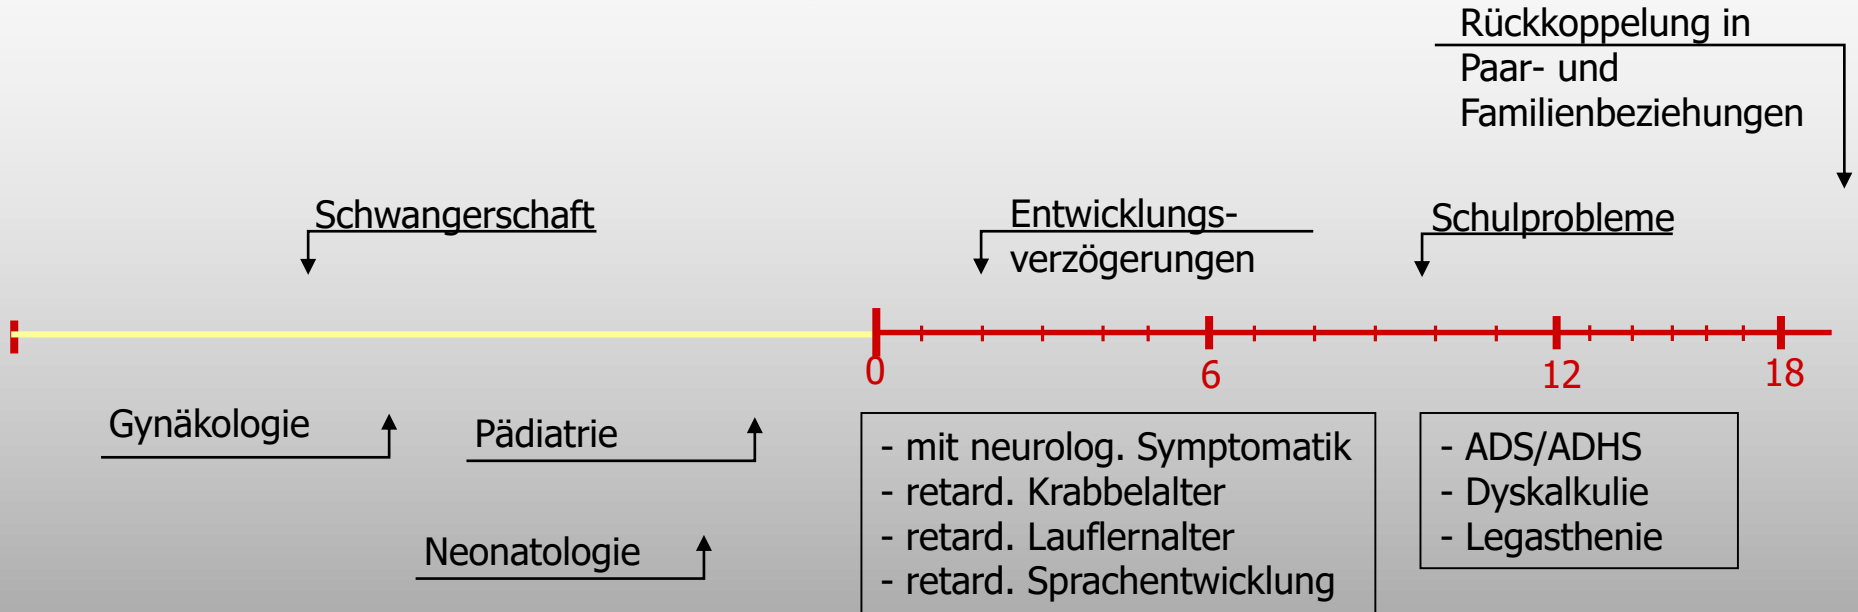 Rückkoppelung in
Paar- und
Familienbeziehungen
Schwangerschaft
Entwicklungs-
verzögerungen
Schulprobleme
0
6
12
18
Gynäkologie
Pädiatrie
Neonatologie
- mit neurolog. Symptomatik
- retard. Krabbelalter
- retard. Lauflernalter
- retard. Sprachentwicklung
- ADS/ADHS
- Dyskalkulie
- Legasthenie